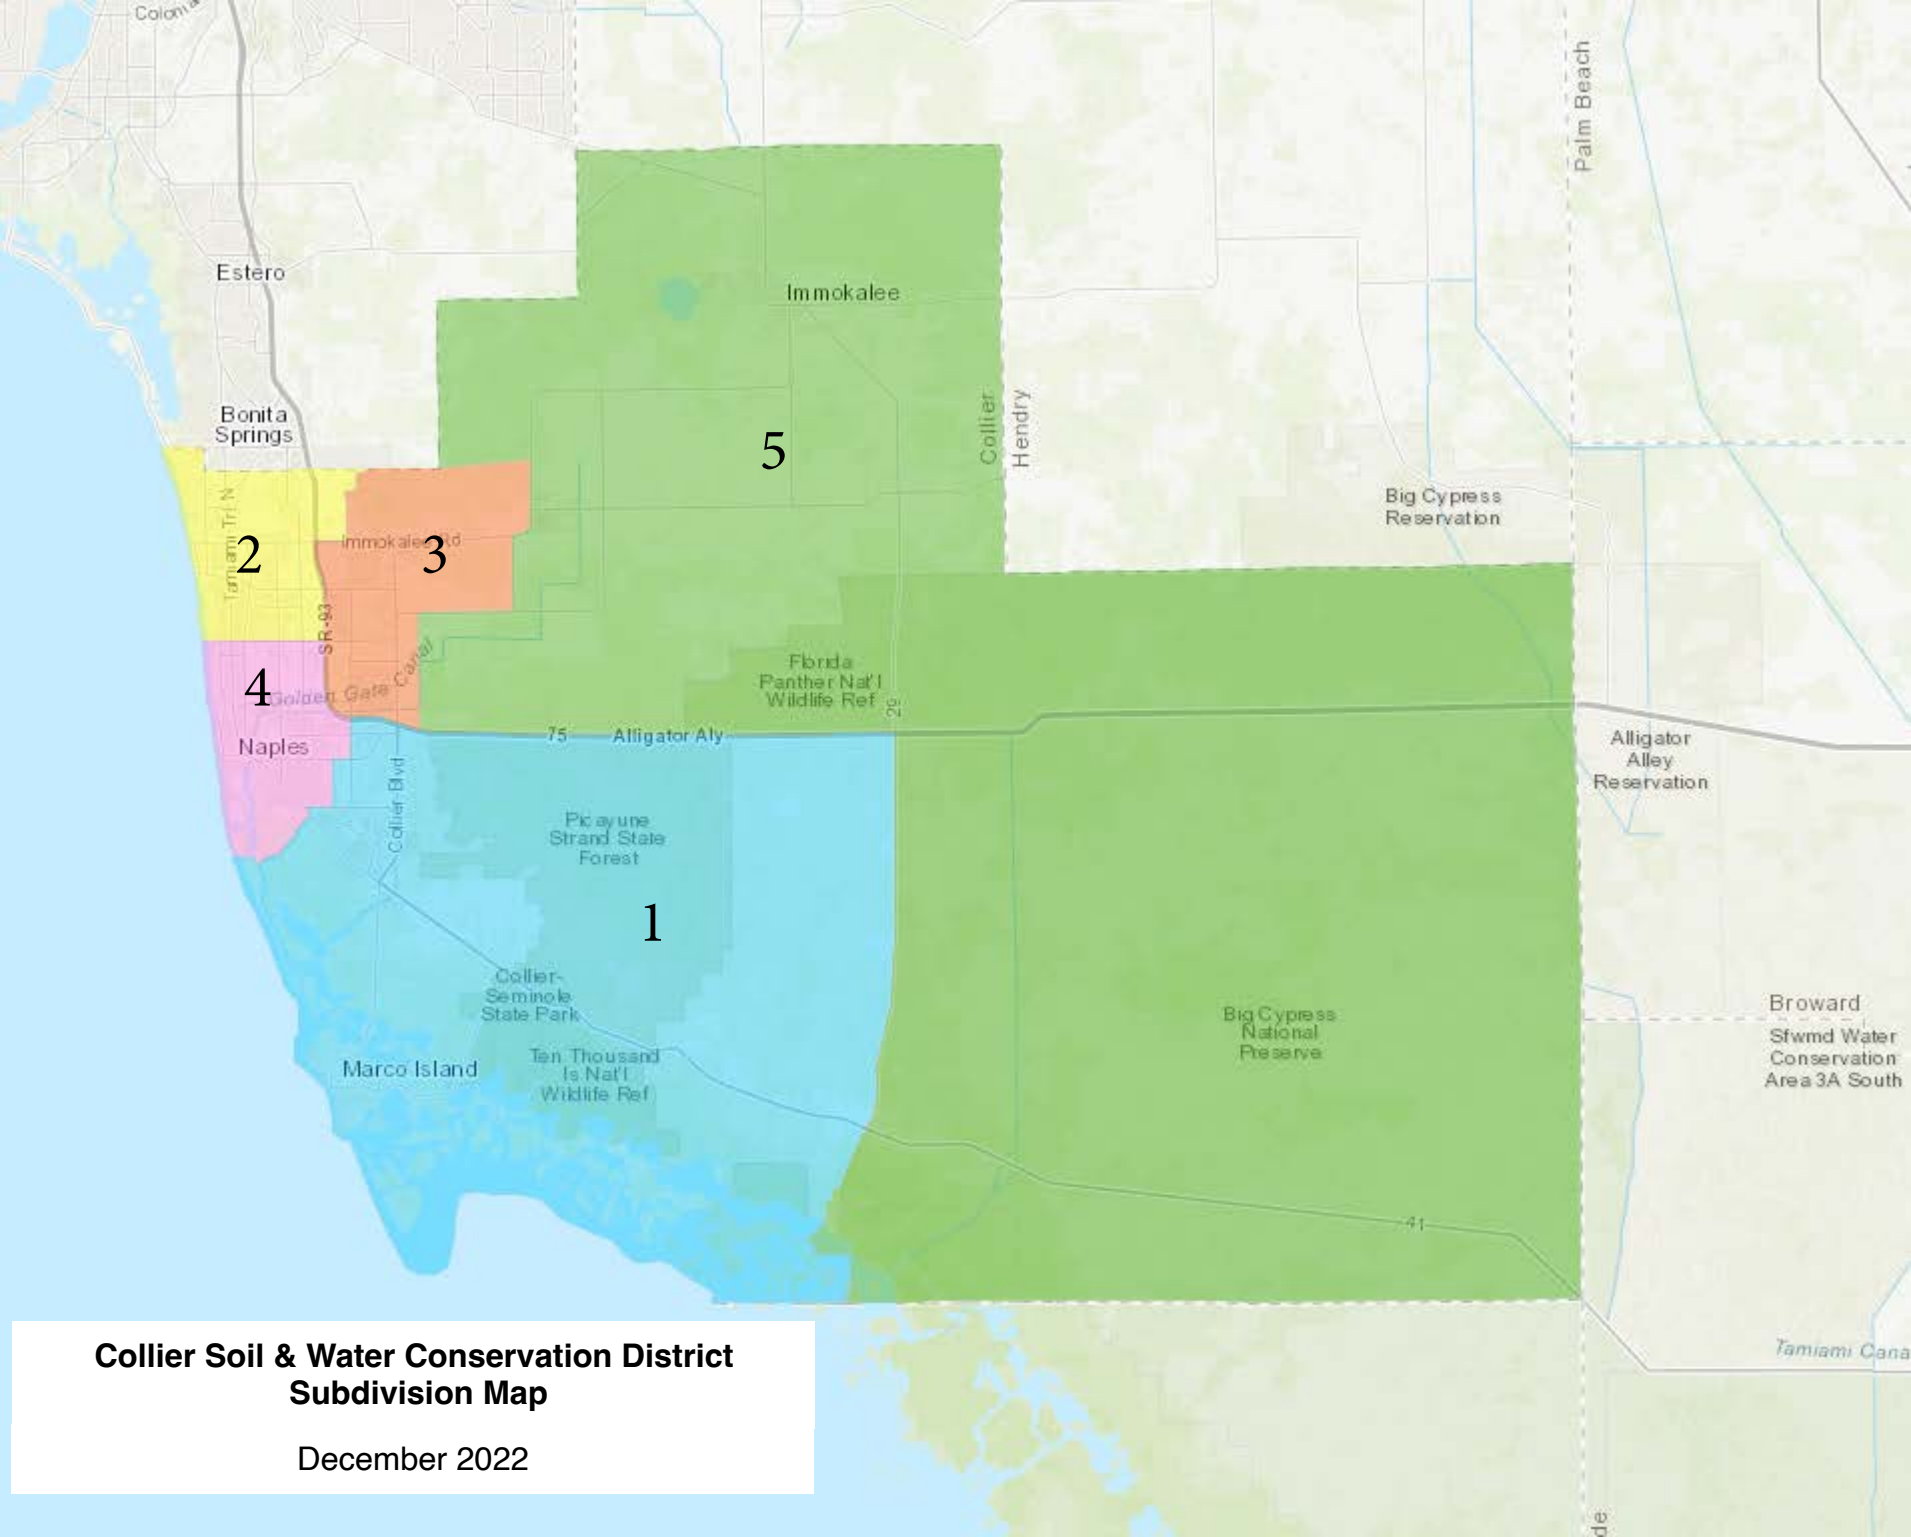 Palm Beach
Estero
Immokalee
Bonita
Springs
Collier
Hendry
5
Big Cypress
Reservation
Tamiami Trl N
2
Immokalee Rd
3
SR-93
4
Golden Gate Canal
Florida
Panther Nat'l
Wildlife Ref
29
Naples
75
Alligator Aly
Alligator
Alley
Reservation
Collier Blvd
Picayune
Strand State
Forest
1
Collier-
Seminole
State Park
Big Cypress
National
Preserve
Broward
Sfwmd Water
Conservation
Area 3A South
Marco Island
Ten Thousand
Is Nat'l
Wildlife Ref
41
Tamiami Cana
Collier Soil & Water Conservation District
Subdivision Map
December 2022
de